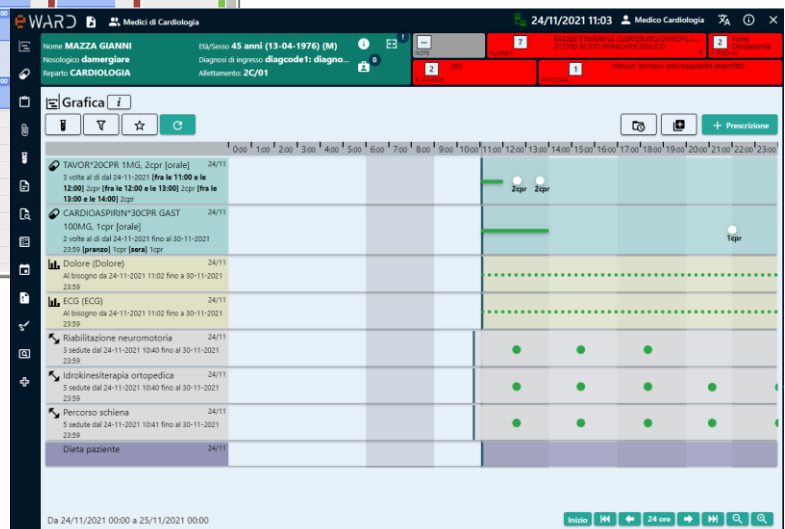 eWARD Medici di Cardiologia 24/11/2021 11:03 Medico Cardiologia
Nome MAZZA GIANNI
Nosologico damergiare
Reparto CARDIOLOGIA
Età/Sesso 45 anni (13-04-1976) (M)
Diagnosi di ingresso diagcode1: diagno...
Allettamento: 2C/01
1
0
NOTE
7
ALLERGIE
2
2
1
Nessun farmaco anticoagulante prescritto
Fumo
Dislipidemia
Grafica i
+ Prescrizione
0:00 1:00 2:00 3:00 4:00 5:00 6:00 7:00 8:00 9:00 10:00 11:00 12:00 13:00 14:00 15:00 16:00 17:00 18:00 19:00 20:00 21:00 22:00 23:00
TAVOR*20CPR 1MG, 2cpr [orale] 24/11
3 volte al dì dal 24-11-2021 [fra le 11:00 e le
12:00] 2cpr [fra le 12:00 e le 13:00] 2cpr [fra le
13:00 e le 14:00] 2cpr
2cpr 2cpr
CARDIOASPIRIN*30CPR GAST 24/11
100MG, 1cpr [orale]
2 volte al dì dal 24-11-2021 fino al 30-11-2021
23:59 [pranzo] 1cpr [sera] 1cpr
1cpr
Dolore (Dolore) 24/11
Al bisogno da 24-11-2021 11:02 fino a 30-11-2021
23:59
ECG (ECG) 24/11
Al bisogno da 24-11-2021 11:02 fino a 30-11-2021
23:59
Riabilitazione neuromotoria 24/11
3 sedute dal 24-11-2021 10:40 fino al 30-11-2021
23:59
Idrokinesiterapia ortopedica 24/11
5 sedute dal 24-11-2021 10:40 fino al 30-11-2021
23:59
Percorso schiena 24/11
5 sedute dal 24-11-2021 10:41 fino al 30-11-2021
23:59
Dieta paziente 24/11
Da 24/11/2021 00:00 a 25/11/2021 00:00
Inizio 24 ore